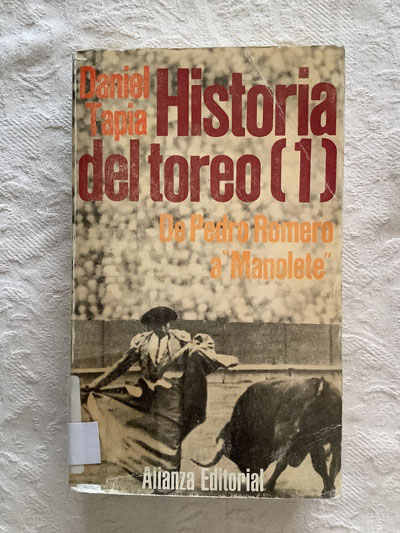 Daniel
Tapia
Historia
del toreo (1)
De Pedro Romero
a "Manolete"
Alianza Editorial